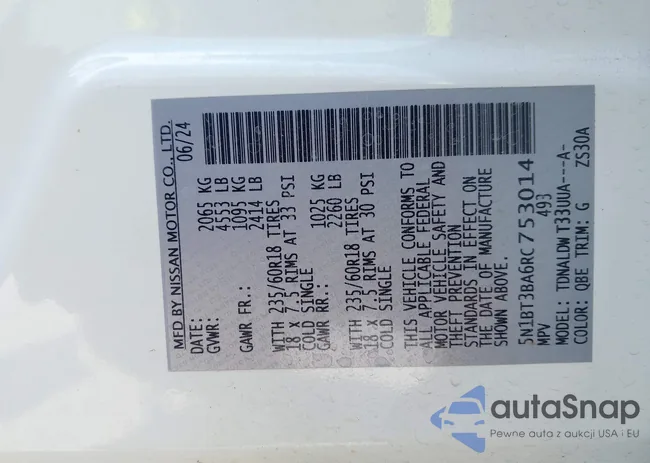 MFD BY NISSAN MOTOR CO., LTD.
DATE: 06/24
GVWR: 2065 KG
4553 LB
GAWR FR.: 1095 KG
2414 LB
WITH 235/60R18 TIRES
18 X 7.5 RIMS AT 33 PSI
COLD SINGLE
GAWR RR.: 1025 KG
2260 LB
WITH 235/60R18 TIRES
18 X 7.5 RIMS AT 30 PSI
COLD SINGLE
THIS VEHICLE CONFORMS TO
ALL APPLICABLE FEDERAL
MOTOR VEHICLE SAFETY AND
THEFT PREVENTION
STANDARDS IN EFFECT ON
THE DATE OF MANUFACTURE
SHOWN ABOVE.
5N1BT3BA6RC753014
MPV 493
MODEL: TDNALDW T33UUA---A-
COLOR: QBE TRIM: G ZS30A
autoSnap
Pewne auta z aukcji USA i EU